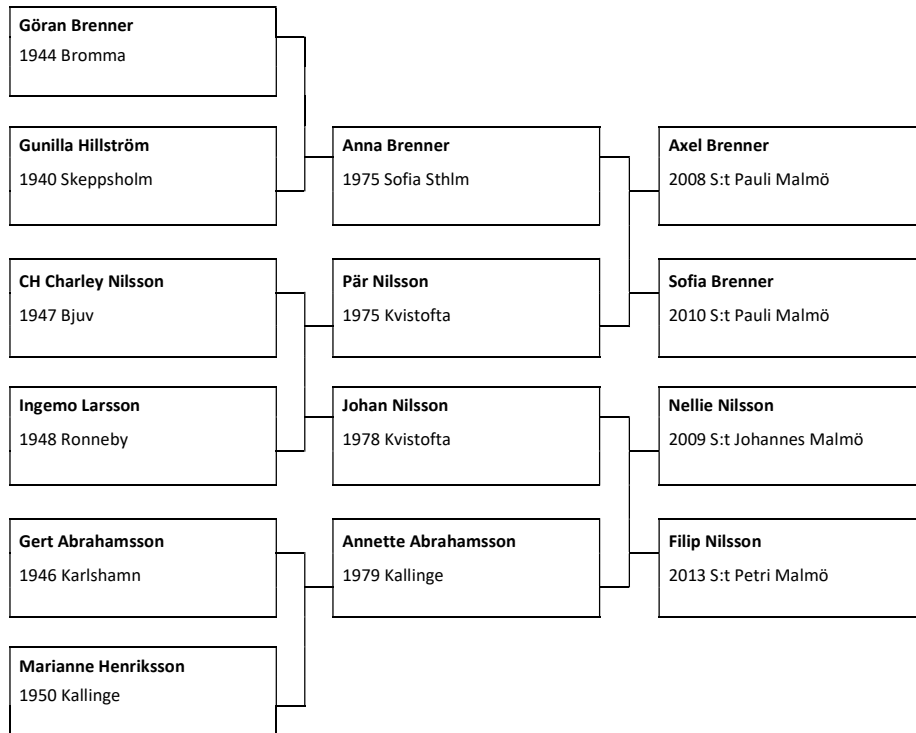 Göran Brenner
1944 Bromma
Gunilla Hillström
1940 Skeppsholm
Anna Brenner
1975 Sofia Sthlm
Axel Brenner
2008 S:t Pauli Malmö
CH Charley Nilsson
1947 Bjuv
Pär Nilsson
1975 Kvistofta
Sofia Brenner
2010 S:t Pauli Malmö
Ingemo Larsson
1948 Ronneby
Johan Nilsson
1978 Kvistofta
Nellie Nilsson
2009 S:t Johannes Malmö
Gert Abrahamsson
1946 Karlshamn
Annette Abrahamsson
1979 Kallinge
Filip Nilsson
2013 S:t Petri Malmö
Marianne Henriksson
1950 Kallinge